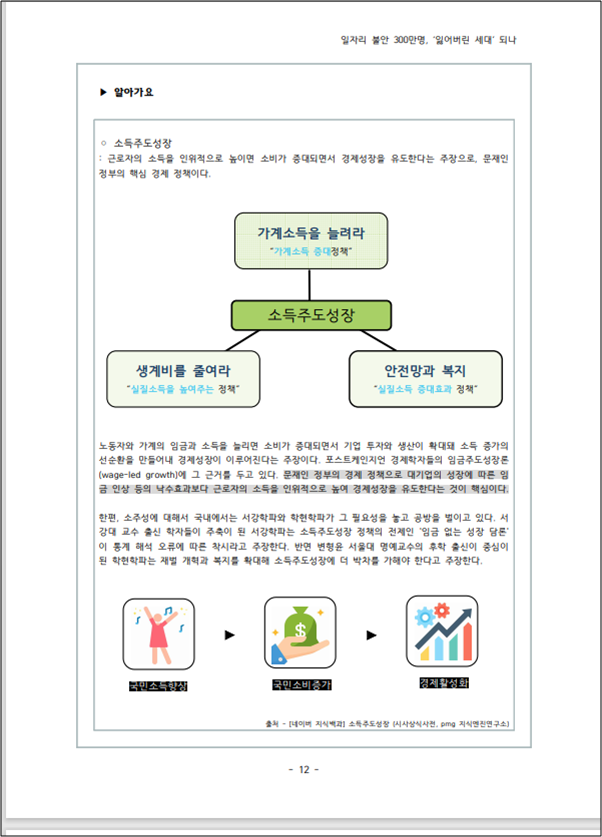 일자리 불안 300만명, ‘잃어버린 세대’ 되나
▶ 알아가요
○ 소득주도성장
: 근로자의 소득을 인위적으로 높이면 소비가 증대되면서 경제성장을 유도한다는 주장으로, 문재인
정부의 핵심 경제 정책이다.
가계소득을 늘려라
"가계소득 증대정책"
소득주도성장
생계비를 줄여라
"실질소득을 높여주는 정책"
안전망과 복지
"실질소득 증대효과 정책"
노동자와 가계의 임금과 소득을 늘리면 소비가 증대되면서 기업 투자와 생산이 확대돼 소득 증가의
선순환을 만들어내 경제성장이 이루어진다는 주장이다. 포스트케인지언 경제학자들의 임금주도성장론
(wage-led growth)에 그 근거를 두고 있다. 문재인 정부의 경제 정책으로 대기업의 성장에 따른 임
금 인상 등의 낙수효과보다 근로자의 소득을 인위적으로 높여 경제성장을 유도한다는 것이 핵심이다.
한편, 소주성에 대해서 국내에서는 서강학파와 학현학파가 그 필요성을 놓고 공방을 벌이고 있다. 서
강대 교수 출신 학자들이 주축이 된 서강학파는 소득주도성장 정책의 전제인 ‘임금 없는 성장 담론’
이 통계 해석 오류에 따른 착시라고 주장한다. 반면 변형윤 서울대 명예교수의 후학 출신이 중심이
된 학현학파는 재벌 개혁과 복지를 확대해 소득주도성장에 더 박차를 가해야 한다고 주장한다.
$
▶
▶
국민소득향상
국민소비증가
경제활성화
출처 - [네이버 지식백과] 소득주도성장 (시사상식사전, pmg 지식엔진연구소)
- 12 -